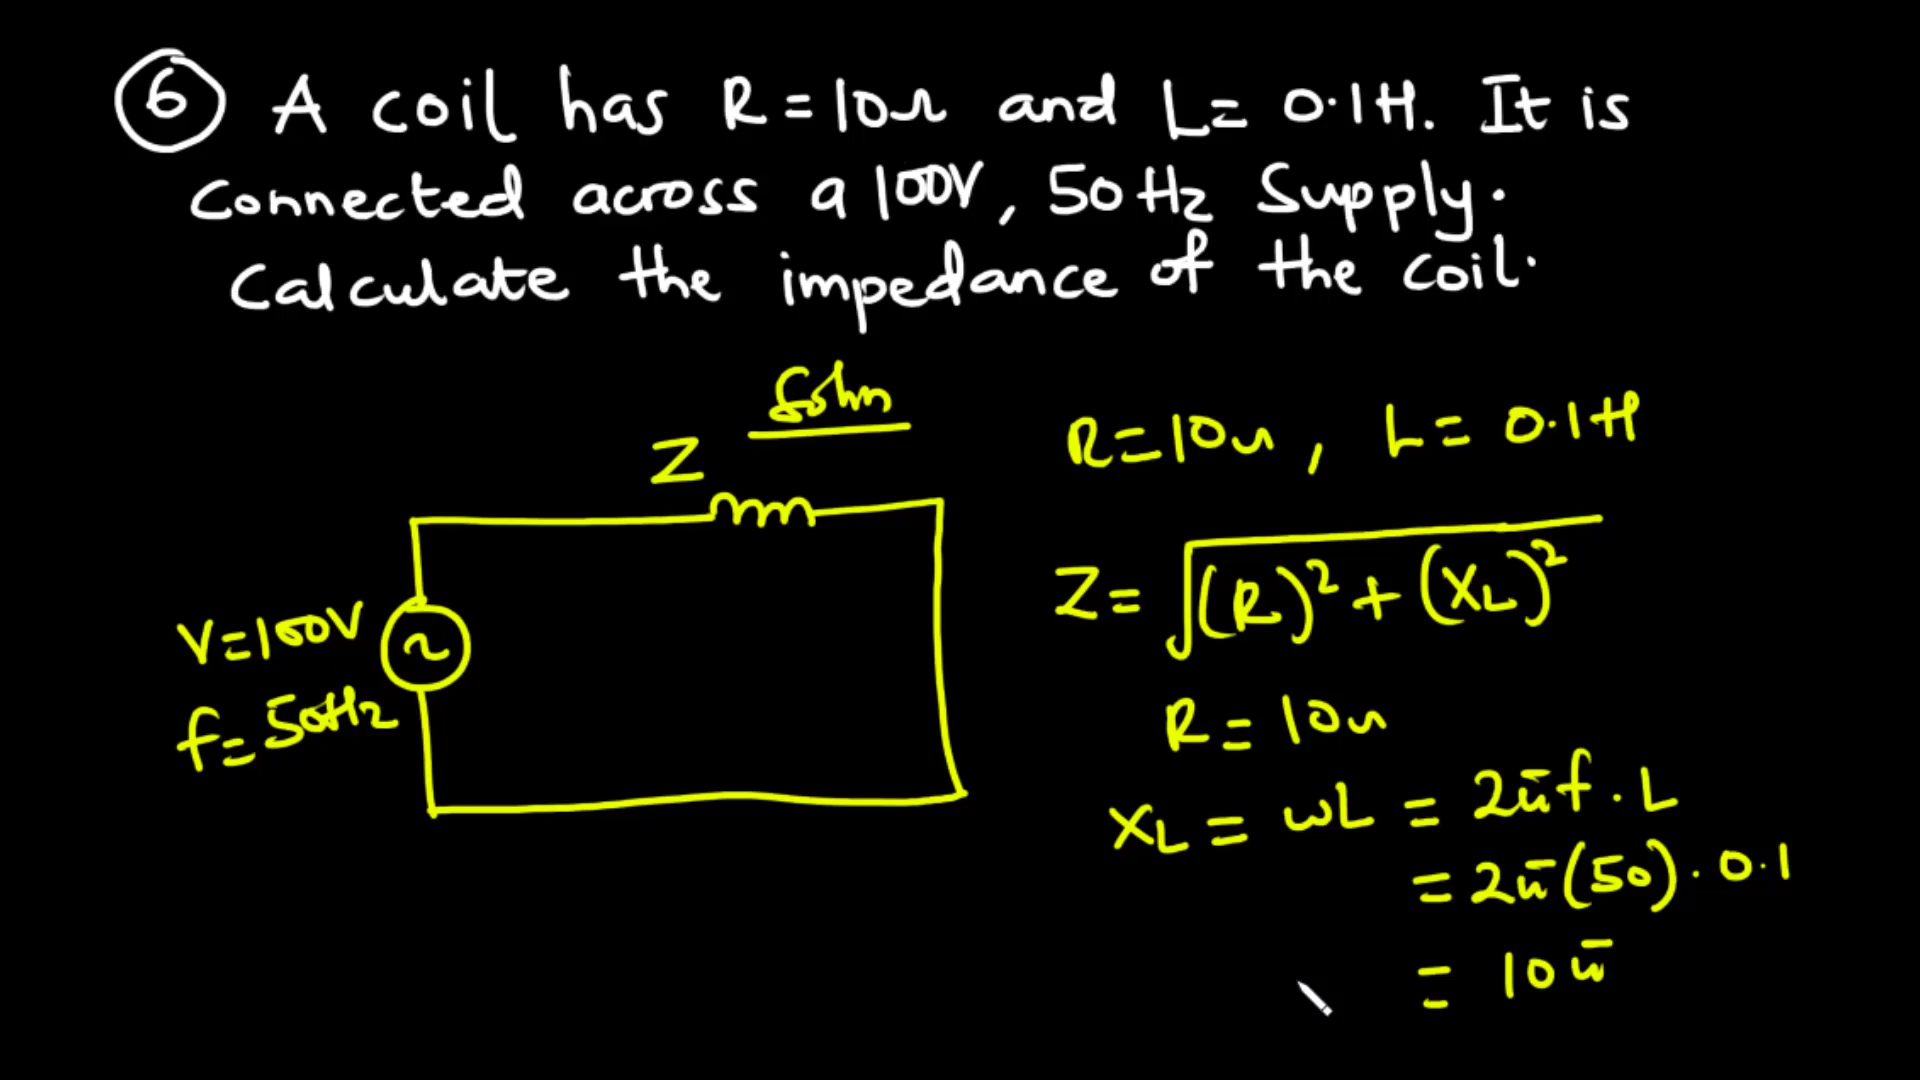 ⑥ A coil has R = 10Ω and L = 0.1H. It is
connected across a 100V, 50Hz supply.
Calculate the impedance of the coil.
Soln
Z
V=100V
f=50Hz
R=10Ω, L=0.1H
Z=√(R)²+(XL)²
R=10Ω
XL = ωL = 2πf.L
= 2π(50).0.1
= 10π